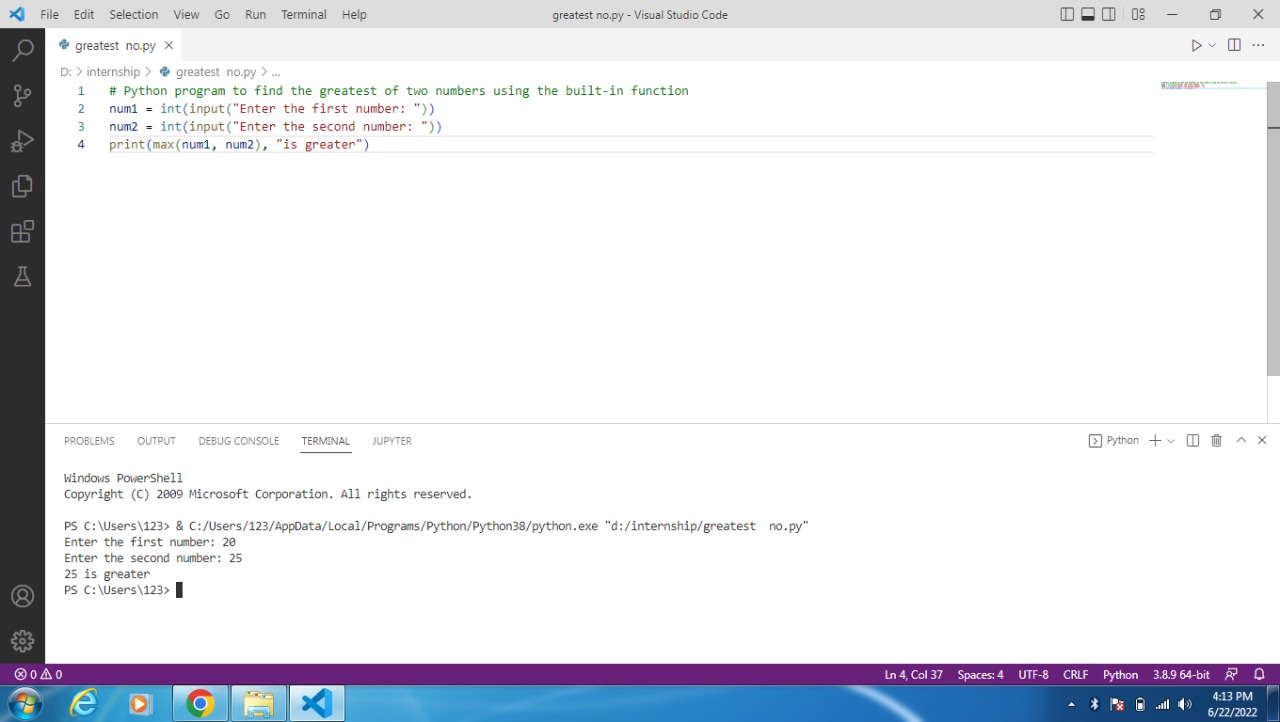 File Edit Selection View Go Run Terminal Help greatest no.py - Visual Studio Code
greatest  no.py
D: > internship > greatest  no.py > ...
1 # Python program to find the greatest of two numbers using the built-in function
2 num1 = int(input("Enter the first number: "))
3 num2 = int(input("Enter the second number: "))
4 print(max(num1, num2), "is greater")
PROBLEMS OUTPUT DEBUG CONSOLE TERMINAL JUPYTER Python
Windows PowerShell
Copyright (C) 2009 Microsoft Corporation. All rights reserved.
PS C:\Users\123> & C:/Users/123/AppData/Local/Programs/Python/Python38/python.exe "d:/internship/greatest  no.py"
Enter the first number: 20
Enter the second number: 25
25 is greater
PS C:\Users\123>
0 0 Ln 4, Col 37 Spaces: 4 UTF-8 CRLF Python 3.8.9 64-bit
4:13 PM
6/22/2022